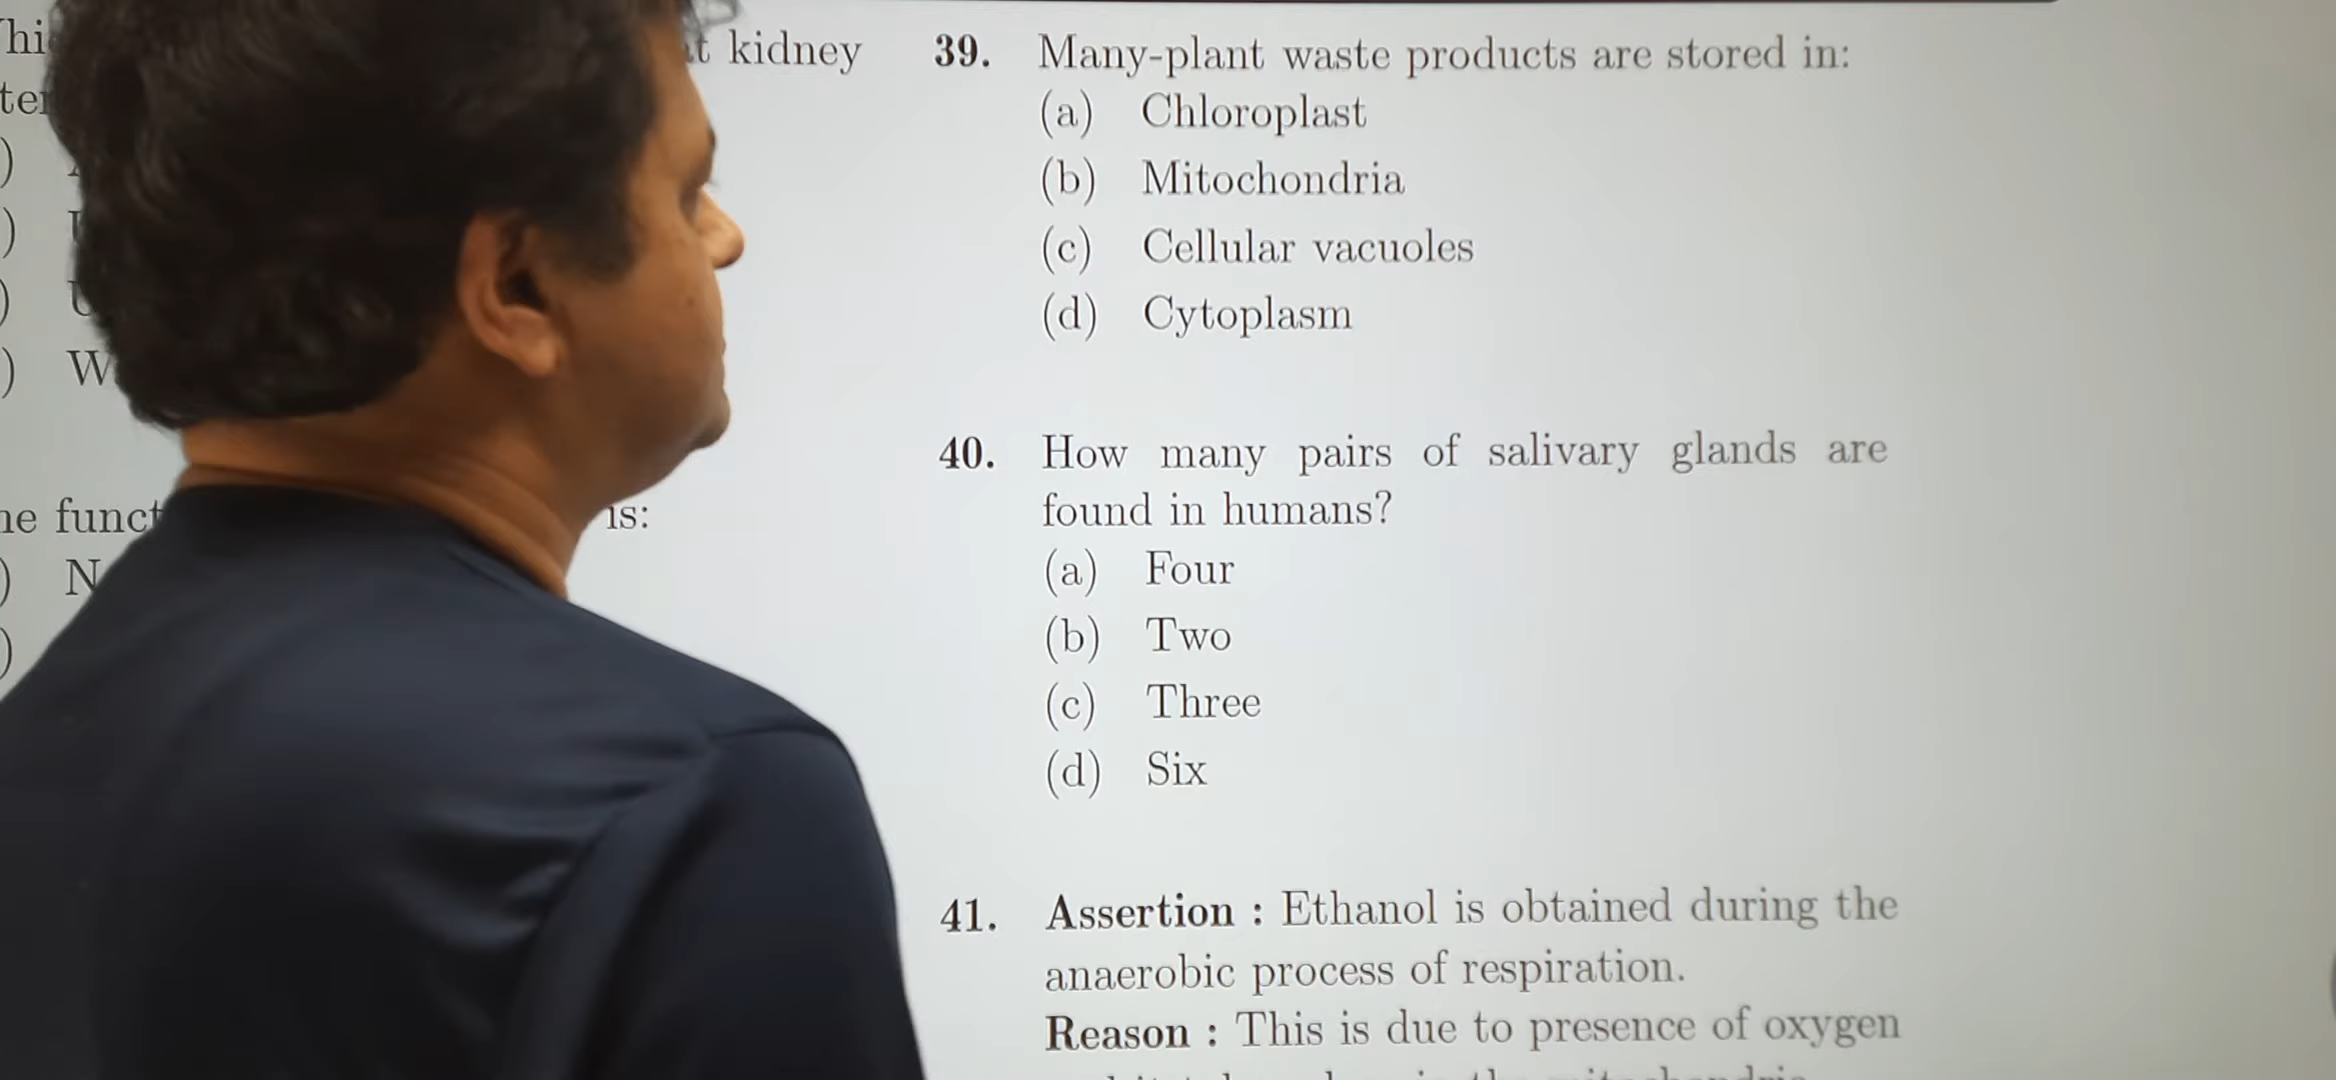 t kidney
W
he funct is:
N
39. Many-plant waste products are stored in:
(a) Chloroplast
(b) Mitochondria
(c) Cellular vacuoles
(d) Cytoplasm
40. How many pairs of salivary glands are
found in humans?
(a) Four
(b) Two
(c) Three
(d) Six
41. Assertion : Ethanol is obtained during the
anaerobic process of respiration.
Reason : This is due to presence of oxygen